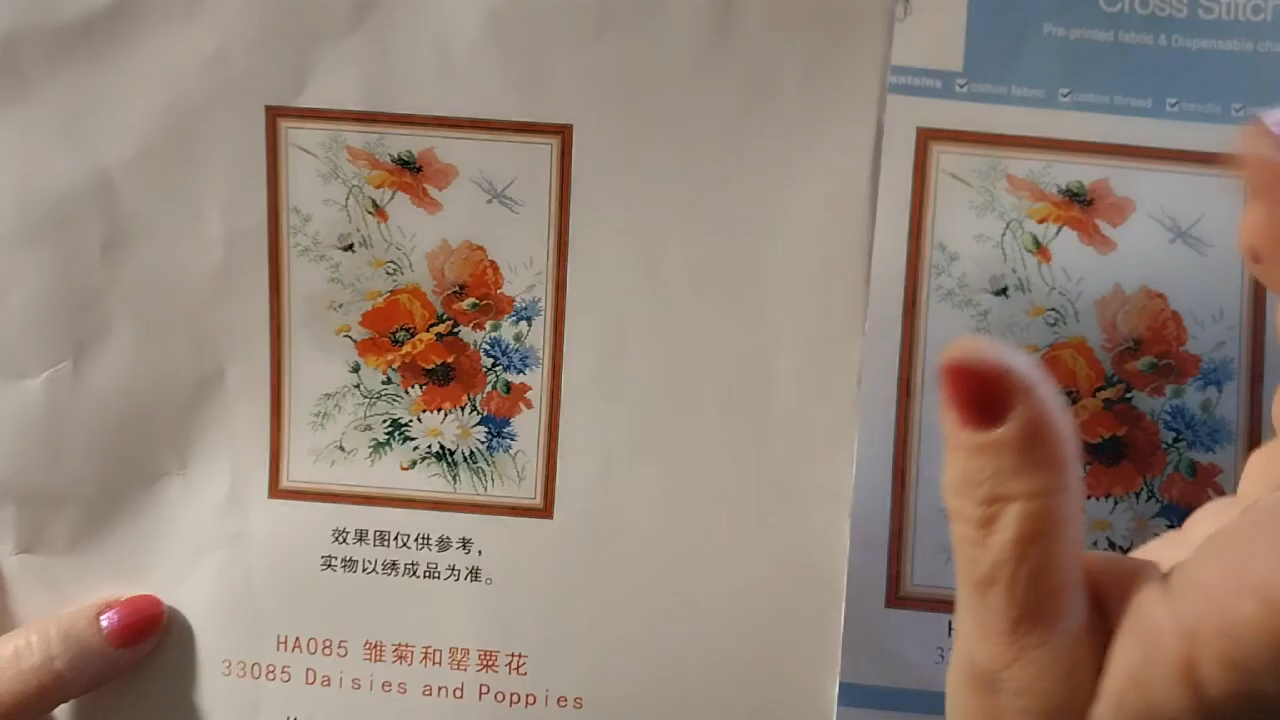 效果图仅供参考,
实物以绣成品为准。
HA085 雏菊和罂粟花
33085 Daisies and Poppies
Cross Stitch
Pre-printed fabric & Dispensable
cotton fabric cotton thread needle
H
33